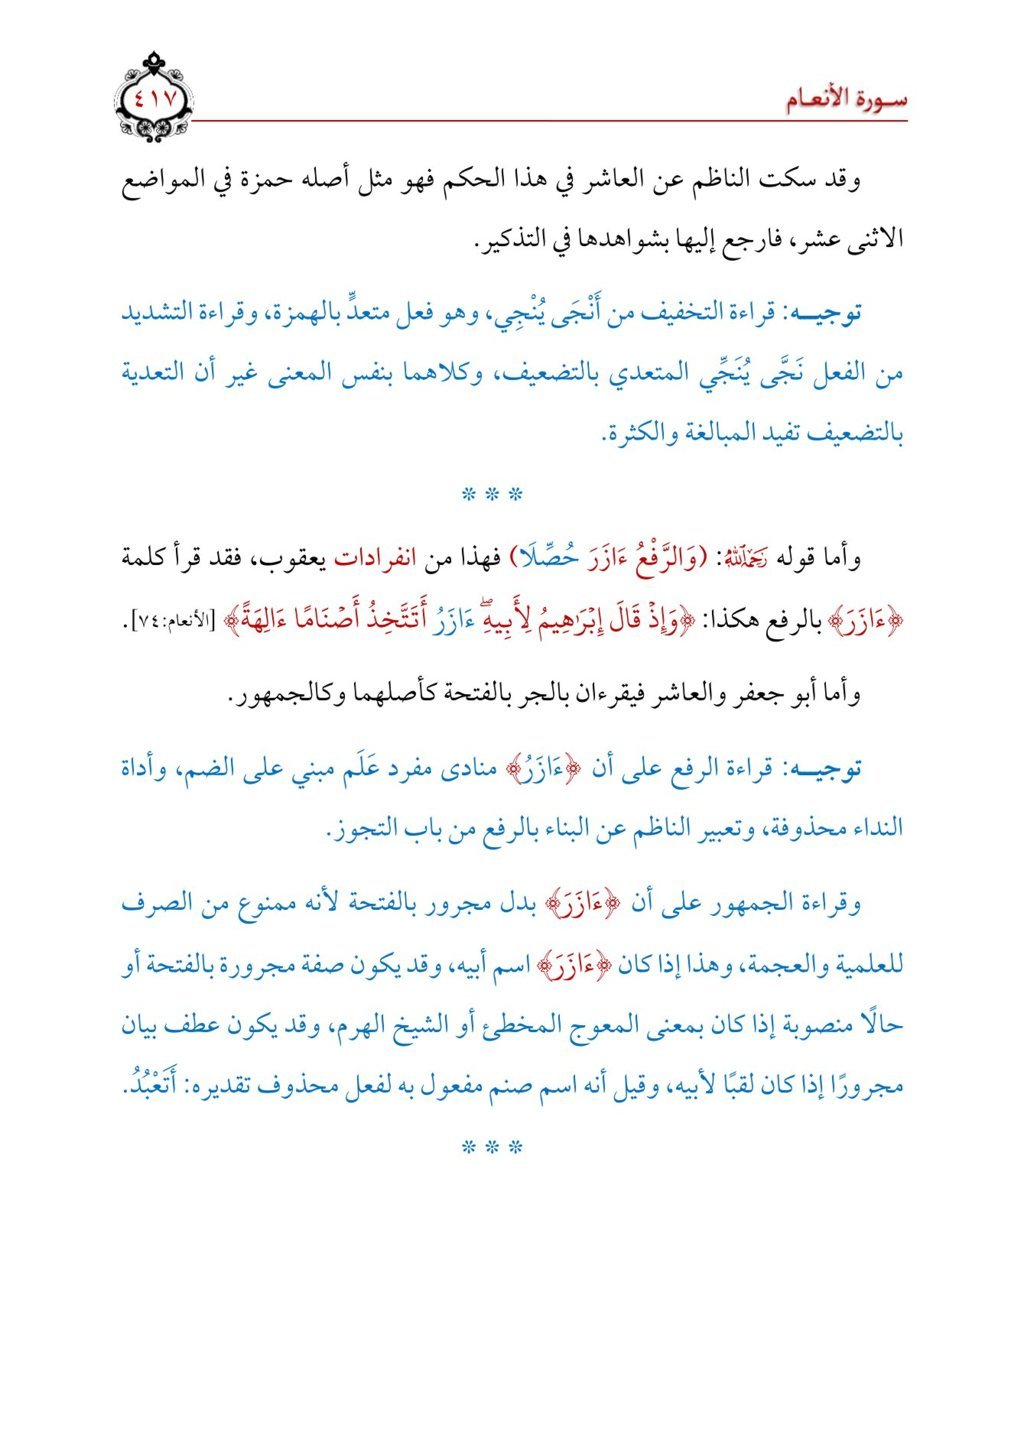 سورة الأنعام
٤١٧
وقد سكت الناظم عن العاشر في هذا الحكم فهو مثل أصله حمزة في المواضع
الاثنى عشر، فارجع إليها بشواهدها في التذكير.
توجيــه: قراءة التخفيف من أَنْجَى يُنْجِي، وهو فعل متعدٍّ بالهمزة، وقراءة التشديد
من الفعل نَجَّى يُنَجِّي المتعدي بالتضعيف، وكلاهما بنفس المعنى غير أن التعدية
بالتضعيف تفيد المبالغة والكثرة.
* * *
وأما قوله رَحِمَهُ ٱللَّهُ: (وَالرَّفْعُ ءَازَرَ حُصِّلَا) فهذا من انفرادات يعقوب، فقد قرأ كلمة
﴿ءَازَرَ﴾ بالرفع هكذا: ﴿وَإِذْ قَالَ إِبْرَٰهِيمُ لِأَبِيهِۖ ءَازَرُ أَتَتَّخِذُ أَصْنَامًا ءَالِهَةً﴾ [الأنعام: ٧٤].
وأما أبو جعفر والعاشر فيقرءان بالجر بالفتحة كأصلهما وكالجمهور.
توجيــه: قراءة الرفع على أن ﴿ءَازَرُ﴾ منادى مفرد عَلَم مبني على الضم، وأداة
النداء محذوفة، وتعبير الناظم عن البناء بالرفع من باب التجوز.
وقراءة الجمهور على أن ﴿ءَازَرَ﴾ بدل مجرور بالفتحة لأنه ممنوع من الصرف
للعلمية والعجمة، وهذا إذا كان ﴿ءَازَرَ﴾ اسم أبيه، وقد يكون صفة مجرورة بالفتحة أو
حالًا منصوبة إذا كان بمعنى المعوج المخطئ أو الشيخ الهرم، وقد يكون عطف بيان
مجرورًا إذا كان لقبًا لأبيه، وقيل أنه اسم صنم مفعول به لفعل محذوف تقديره: أَتَعْبُدُ.
* * *